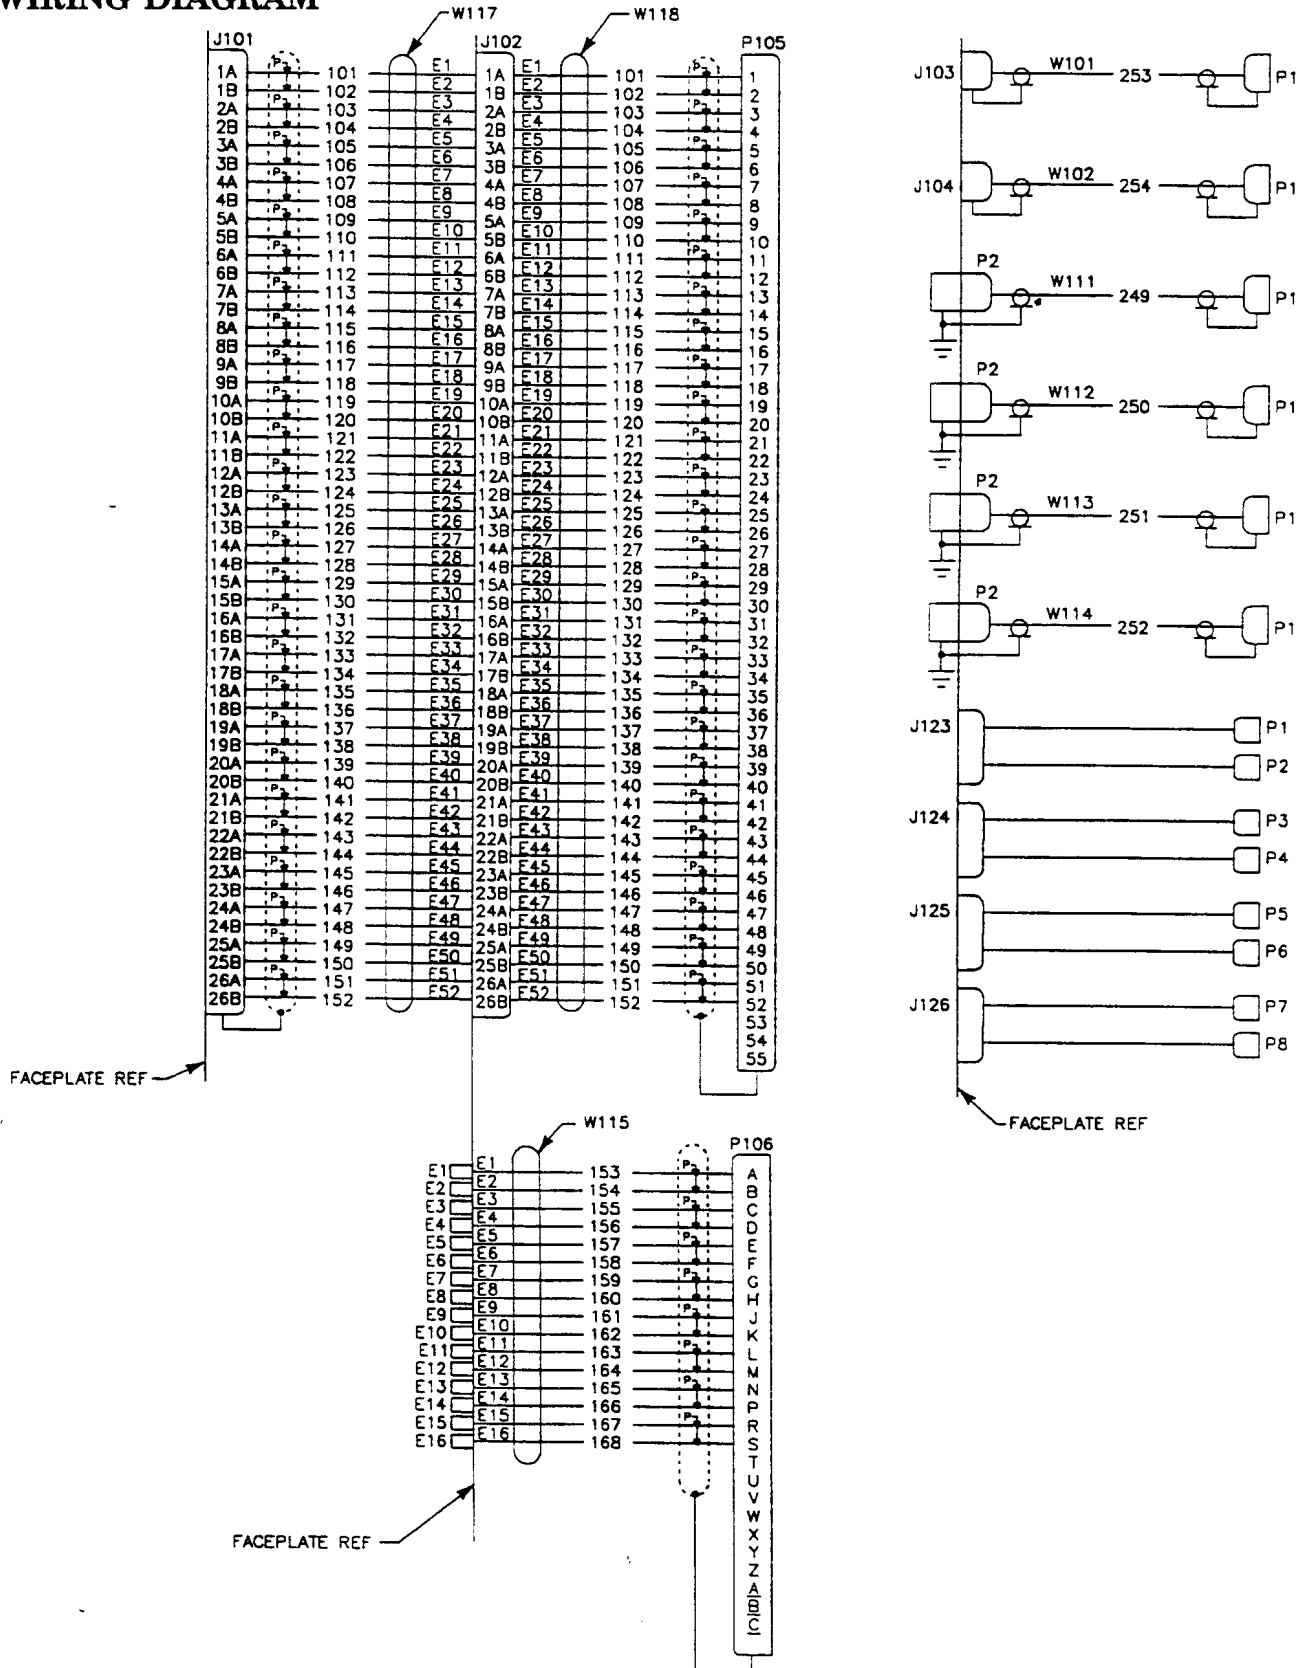 WIRING DIAGRAM
W117 W118
J101 J102 P105
1A P 101 E1 1A E1 101 P 1
1B 102 E2 1B E2 102 2
2A P 103 E3 2A E3 103 P 3
2B 104 E4 2B E4 104 4
3A P 105 E5 3A E5 105 P 5
3B 106 E6 3B E6 106 6
4A P 107 E7 4A E7 107 P 7
4B 108 E8 4B E8 108 8
5A P 109 E9 5A E9 109 P 9
5B 110 E10 5B E10 110 10
6A P 111 E11 6A E11 111 P 11
6B 112 E12 6B E12 112 12
7A P 113 E13 7A E13 113 P 13
7B 114 E14 7B E14 114 14
8A P 115 E15 8A E15 115 P 15
8B 116 E16 8B E16 116 16
9A P 117 E17 9A E17 117 P 17
9B 118 E18 9B E18 118 18
10A P 119 E19 10A E19 119 P 19
10B 120 E20 10B E20 120 20
11A P 121 E21 11A E21 121 P 21
11B 122 E22 11B E22 122 22
12A P 123 E23 12A E23 123 P 23
12B 124 E24 12B E24 124 24
13A P 125 E25 13A E25 125 P 25
13B 126 E26 13B E26 126 26
14A P 127 E27 14A E27 127 P 27
14B 128 E28 14B E28 128 28
15A P 129 E29 15A E29 129 P 29
15B 130 E30 15B E30 130 30
16A P 131 E31 16A E31 131 P 31
16B 132 E32 16B E32 132 32
17A P 133 E33 17A E33 133 P 33
17B 134 E34 17B E34 134 34
18A P 135 E35 18A E35 135 P 35
18B 136 E36 18B E36 136 36
19A P 137 E37 19A E37 137 P 37
19B 138 E38 19B E38 138 38
20A P 139 E39 20A E39 139 P 39
20B 140 E40 20B E40 140 40
21A P 141 E41 21A E41 141 P 41
21B 142 E42 21B E42 142 42
22A P 143 E43 22A E43 143 P 43
22B 144 E44 22B E44 144 44
23A P 145 E45 23A E45 145 P 45
23B 146 E46 23B E46 146 46
24A P 147 E47 24A E47 147 P 47
24B 148 E48 24B E48 148 48
25A P 149 E49 25A E49 149 P 49
25B 150 E50 25B E50 150 50
26A P 151 E51 26A E51 151 P 51
26B 152 E52 26B E52 152 52
53
54
55
FACEPLATE REF
J103 W101 253 P1
J104 W102 254 P1
P2 W111 249 P1
P2 W112 250 P1
P2 W113 251 P1
P2 W114 252 P1
J123 P1
P2
J124 P3
P4
J125 P5
P6
J126 P7
P8
FACEPLATE REF
W115
P106
E1 E1 153 P A
E2 E2 154 B
E3 E3 155 P C
E4 E4 156 D
E5 E5 157 P E
E6 E6 158 F
E7 E7 159 P G
E8 E8 160 H
E9 E9 161 P J
E10 E10 162 K
E11 E11 163 P L
E12 E12 164 M
E13 E13 165 P N
E14 E14 166 P
E15 E15 167 P R
E16 E16 168 S
T
U
V
W
X
Y
Z
A
B
C
FACEPLATE REF